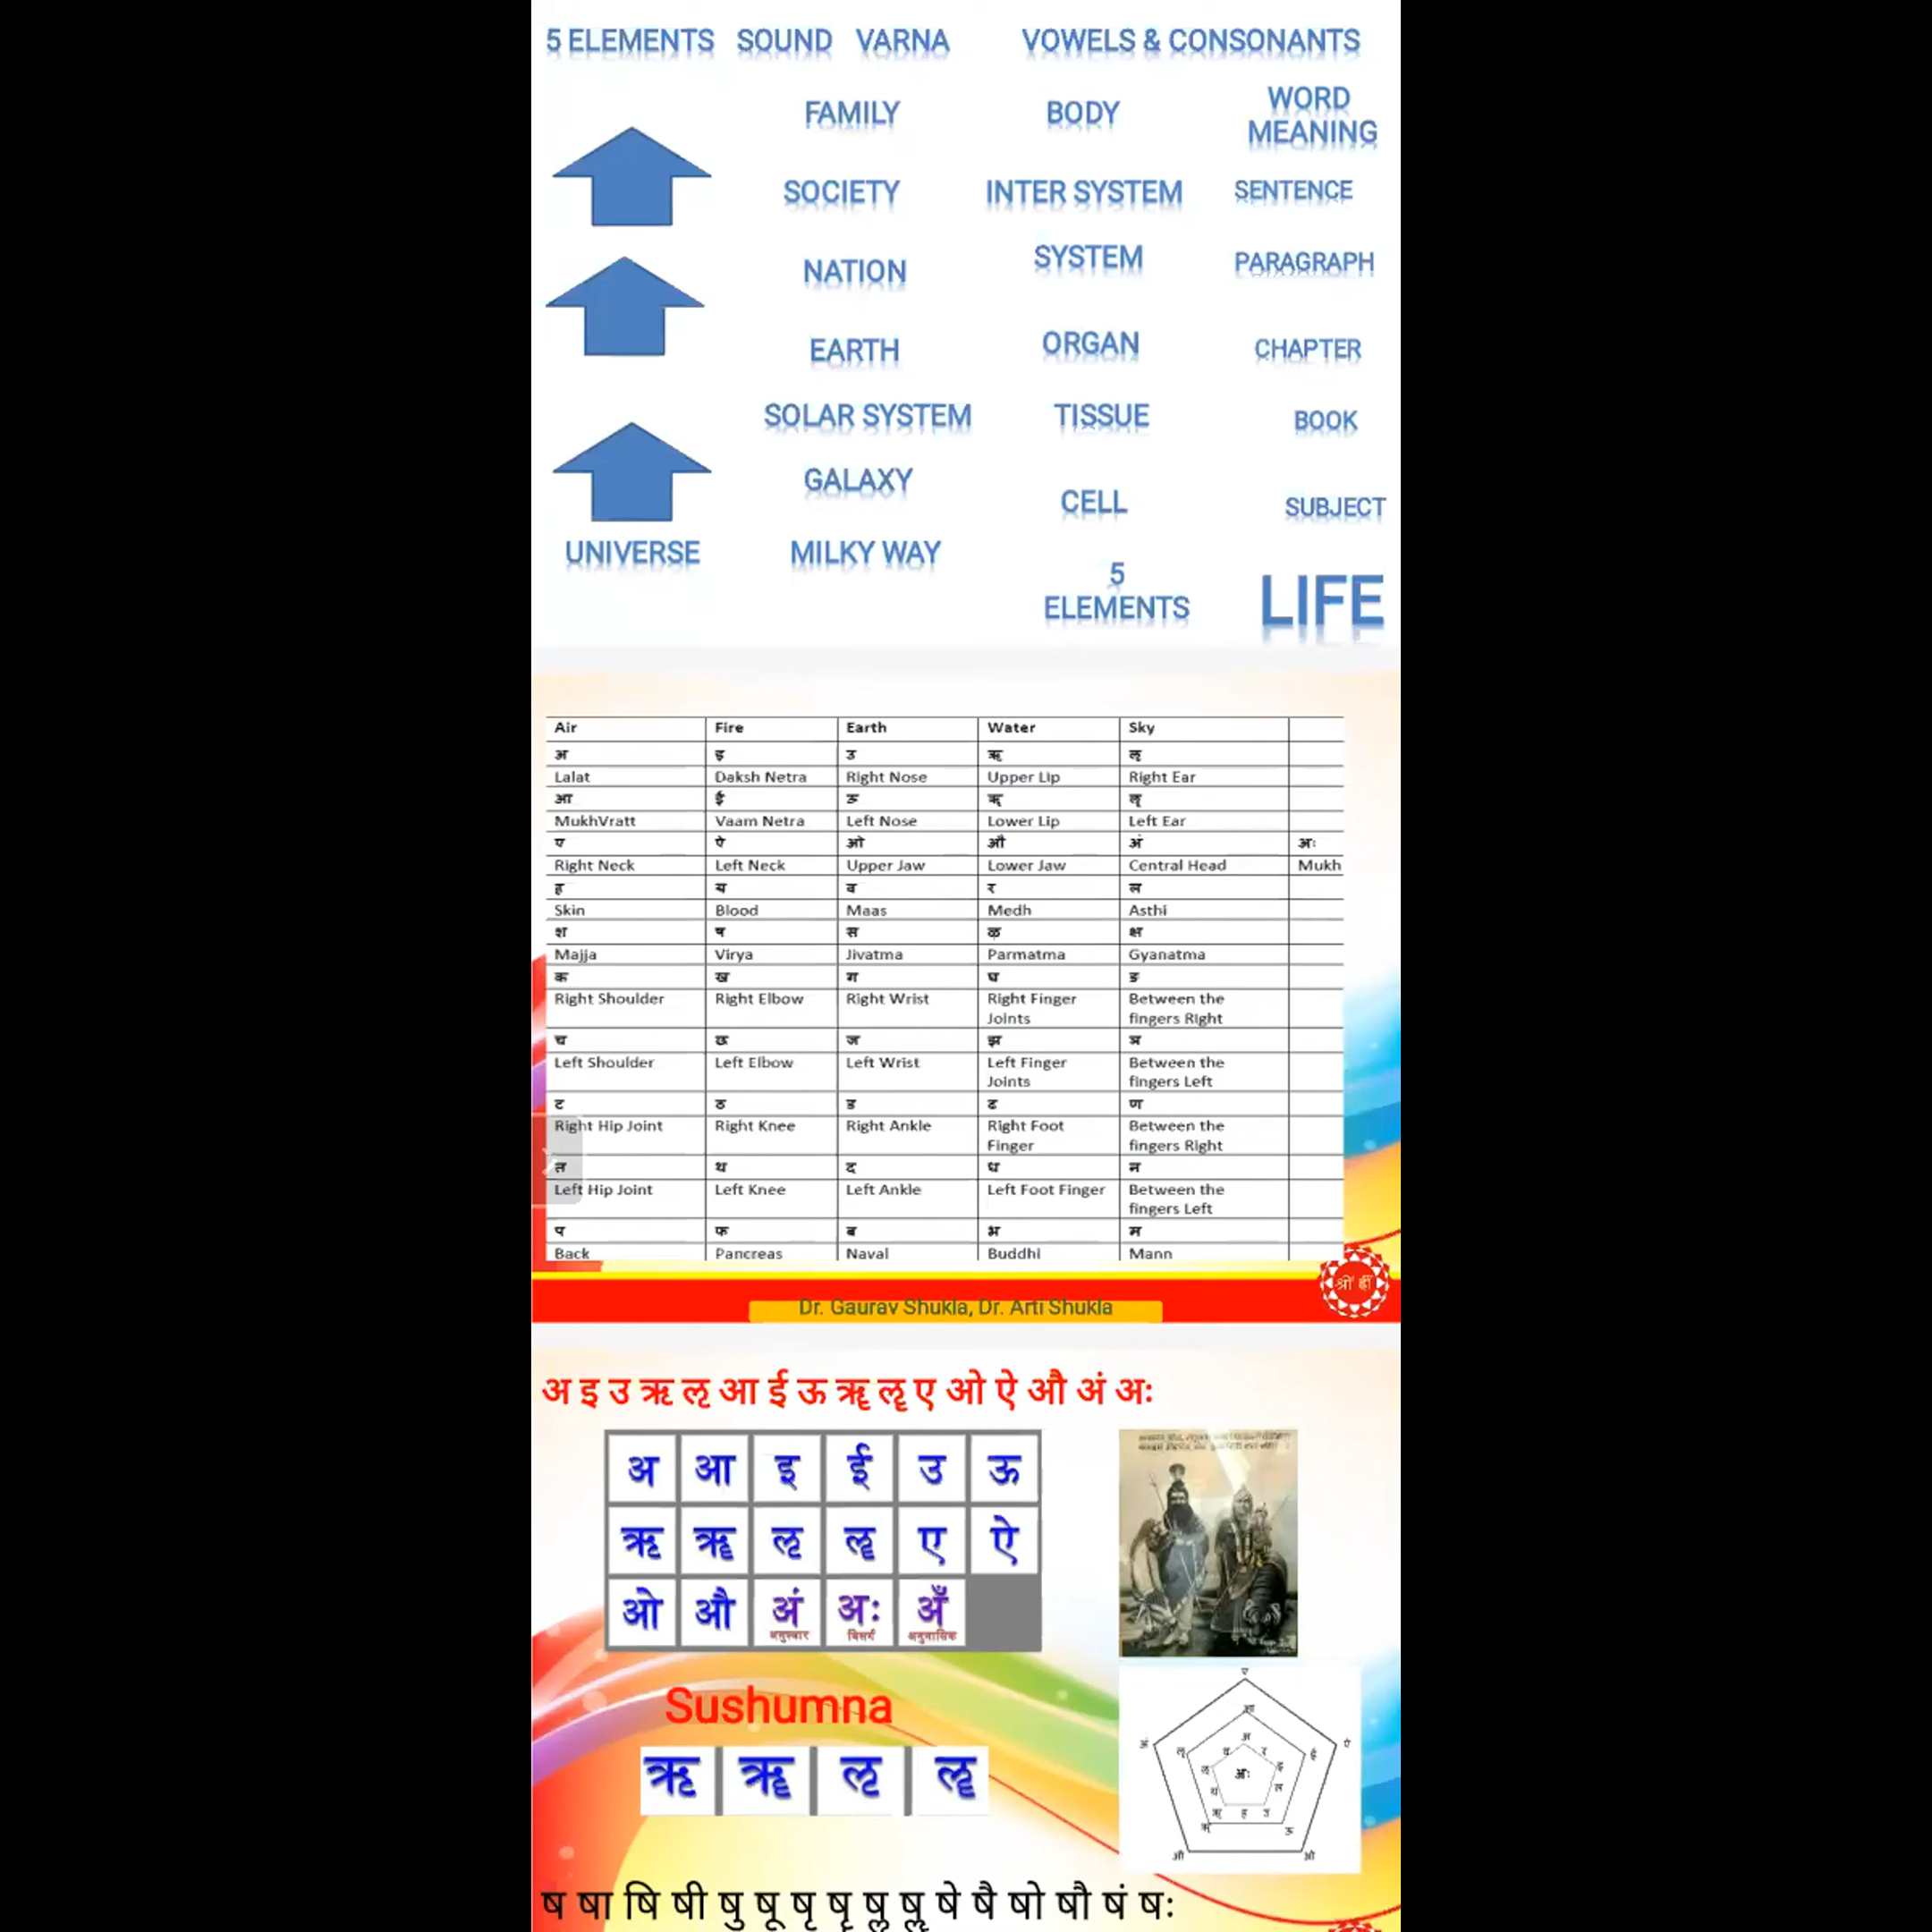 5 ELEMENTS SOUND VARNA VOWELS & CONSONANTS
FAMILY BODY WORD MEANING
SOCIETY INTER SYSTEM SENTENCE
NATION SYSTEM PARAGRAPH
EARTH ORGAN CHAPTER
SOLAR SYSTEM TISSUE BOOK
GALAXY CELL SUBJECT
UNIVERSE MILKY WAY 5 ELEMENTS LIFE
Air Fire Earth Water Sky
अ इ उ ऋ ऌ
Lalat Daksh Netra Right Nose Upper Lip Right Ear
आ ई ऊ ॠ ॡ
MukhVratt Vaam Netra Left Nose Lower Lip Left Ear
ए ऐ ओ औ अं अः
Right Neck Left Neck Upper Jaw Lower Jaw Central Head Mukh
ह य व र ल
Skin Blood Maas Medh Asthi
श ष स ळ क्ष
Majja Virya Jivatma Parmatma Gyanatma
क ख ग घ ङ
Right Shoulder Right Elbow Right Wrist Right Finger Joints Between the fingers Right
च छ ज झ ञ
Left Shoulder Left Elbow Left Wrist Left Finger Joints Between the fingers Left
ट ठ ड ढ ण
Right Hip Joint Right Knee Right Ankle Right Foot Finger Between the fingers Right
त थ द ध न
Left Hip Joint Left Knee Left Ankle Left Foot Finger Between the fingers Left
प फ ब भ म
Back Pancreas Naval Buddhi Mann
श्रीं ह्रीं
Dr. Gaurav Shukla, Dr. Arti Shukla
अ इ उ ऋ ऌ आ ई ऊ ॠ ॡ ए ओ ऐ औ अं अः
अ आ इ ई उ ऊ
ऋ ॠ ऌ ॡ ए ऐ
ओ औ अं अः अँ
अनुस्वार विसर्ग अनुनासिक
Sushumna
ऋ ॠ ऌ ॡ
ए
आ
अ
अं ऌ व र ई ऐ
ॡ अः इ
य ल
ऋ ह उ
ॠ ऊ
औ ओ
ष षा षि षी षु षू षृ षॄ षॢ षॣ षे षै षो षौ षं षः